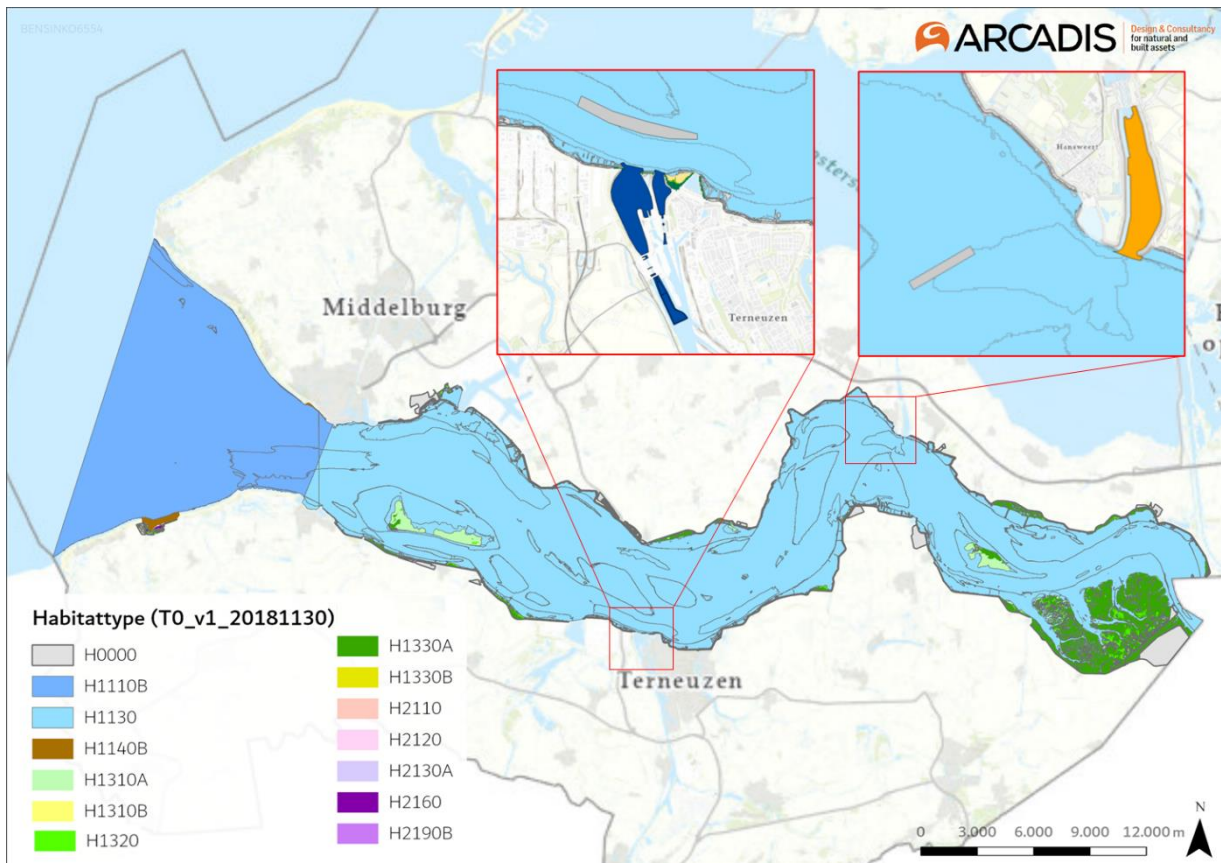 BENSINKO6554
ARCADIS
Design & Consultancy
for natural and
built assets
Hansweert
Terneuzen
Middelburg
Terneuzen
Habitattype (T0_v1_20181130)
H0000
H1110B
H1130
H1140B
H1310A
H1310B
H1320
H1330A
H1330B
H2110
H2120
H2130A
H2160
H2190B
N
0 3.000 6.000 9.000 12.000 m